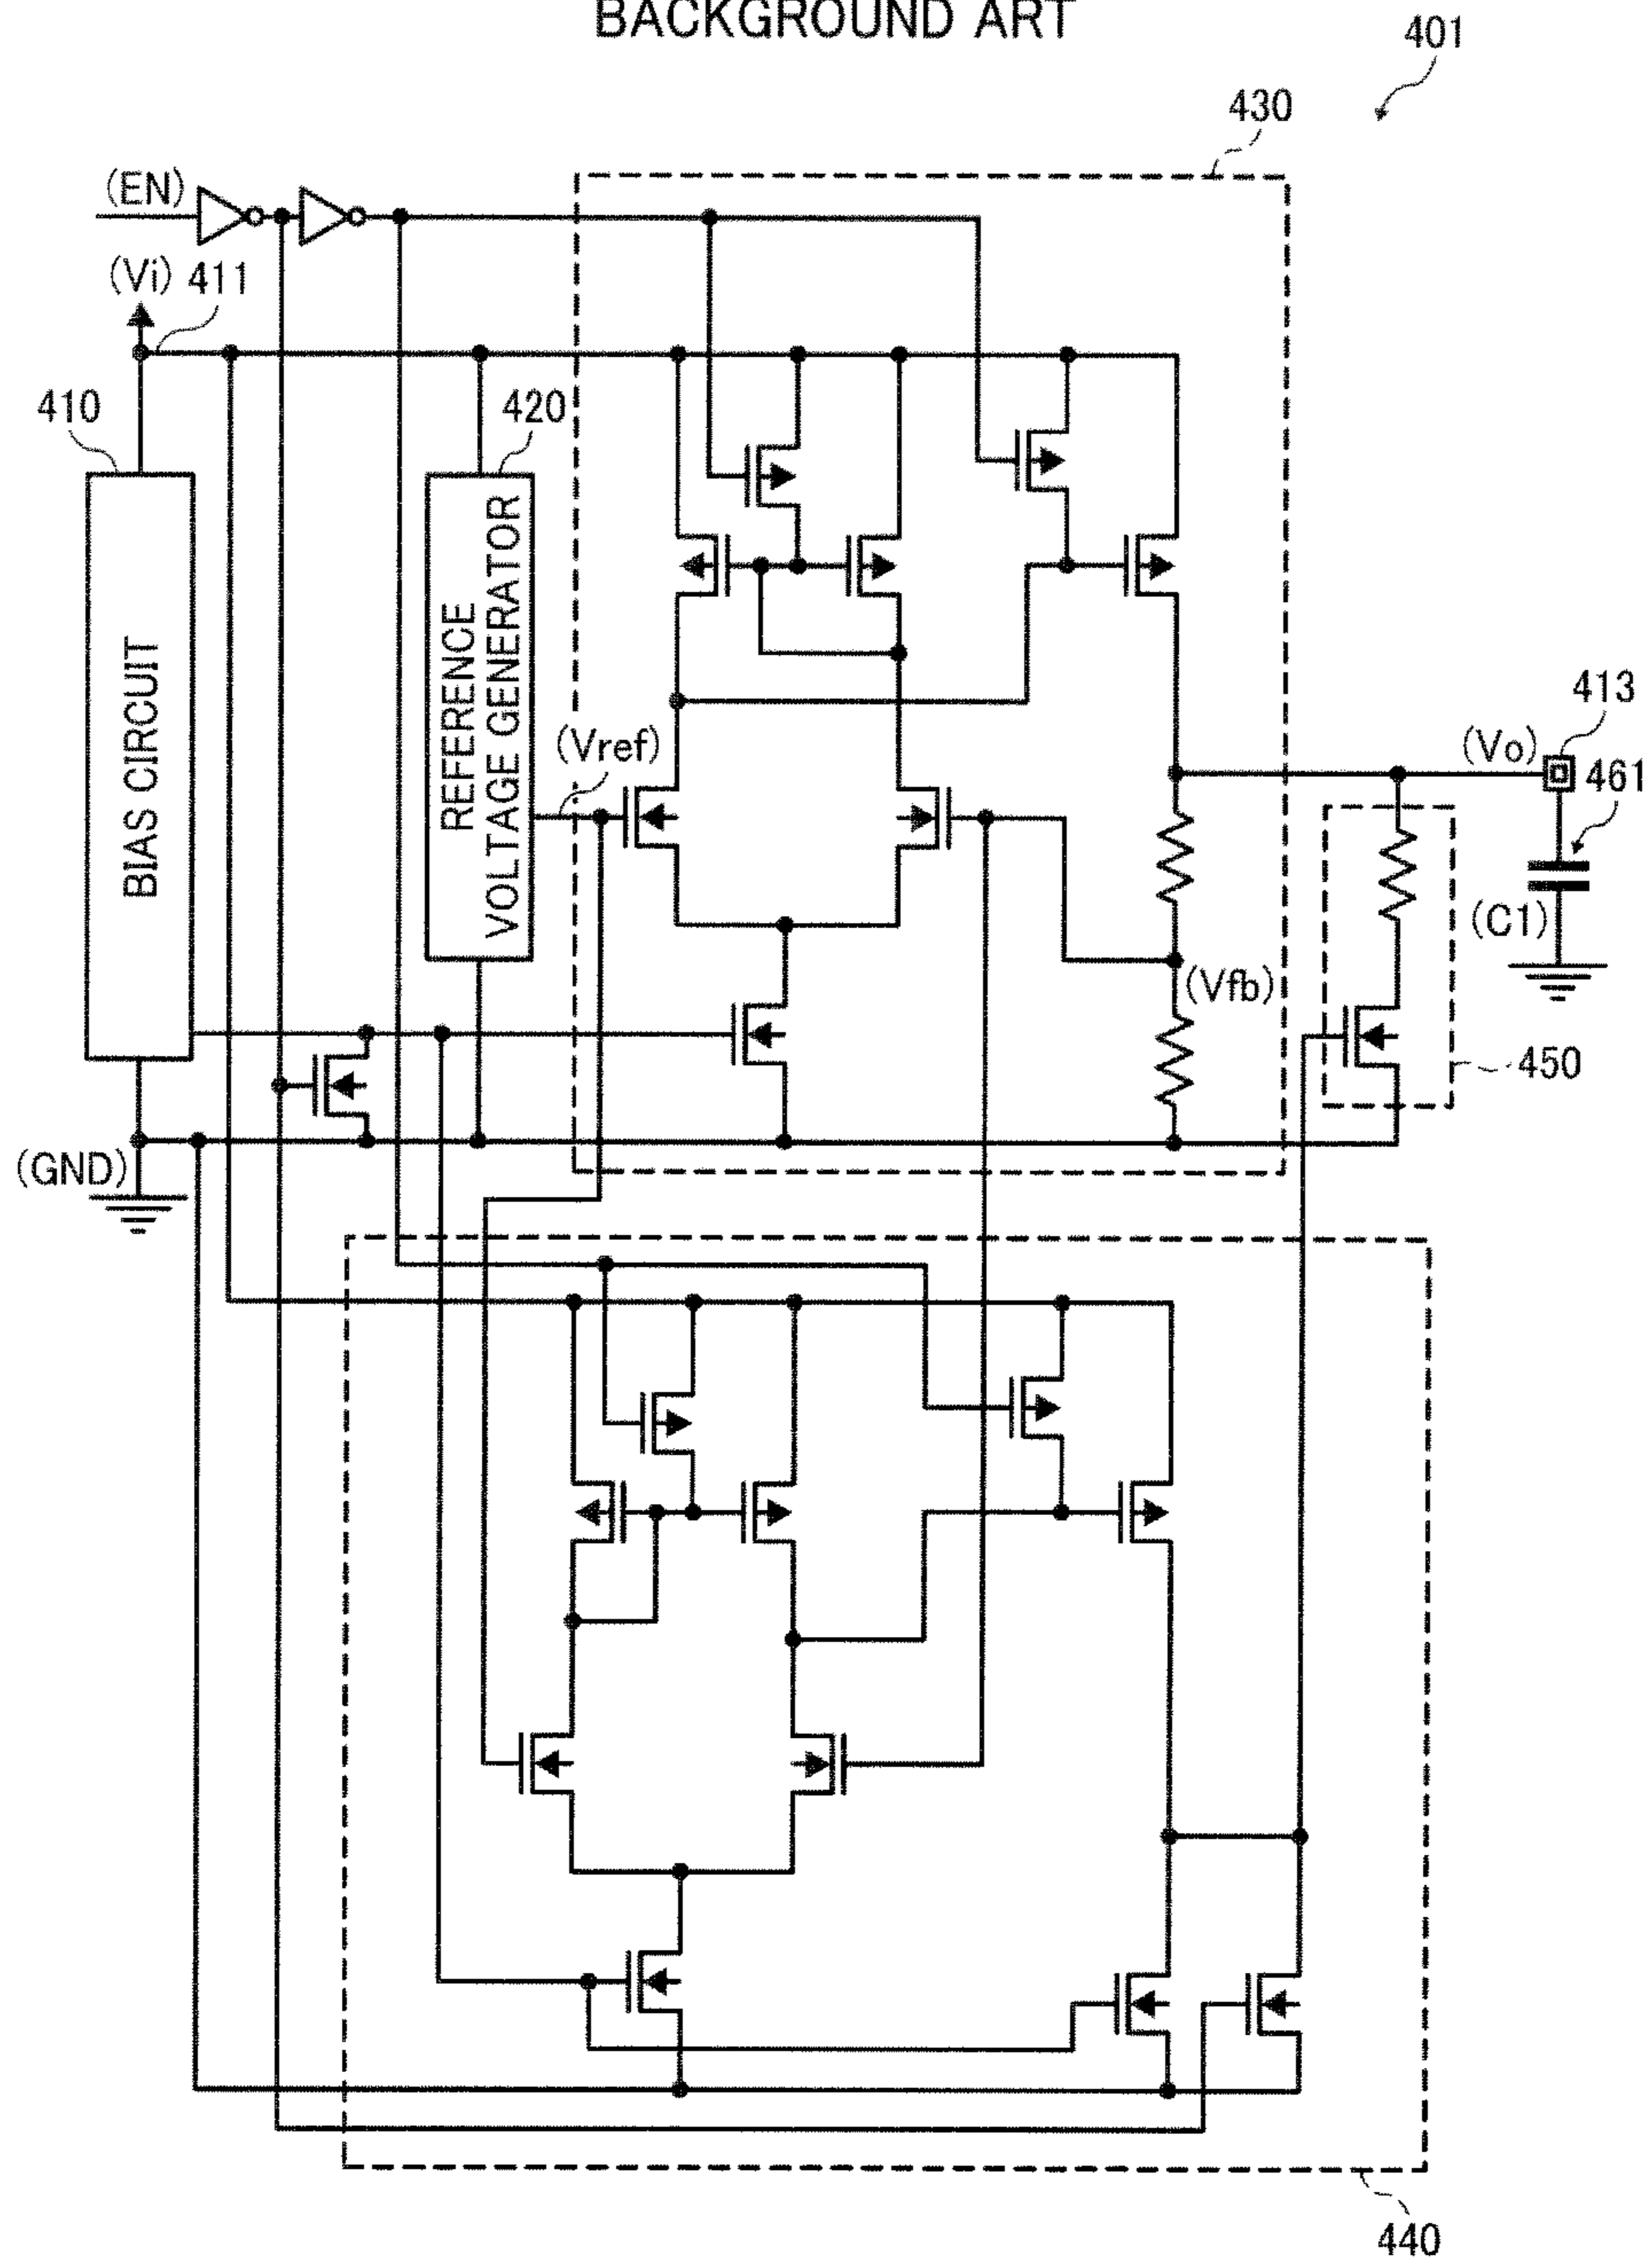 BACKGROUND ART
401
430
(EN)
(Vi) 411
410
420
BIAS CIRCUIT
REFERENCE
VOLTAGE GENERATOR
(Vref)
413
(Vo)
461
(C1)
(Vfb)
450
(GND)
440